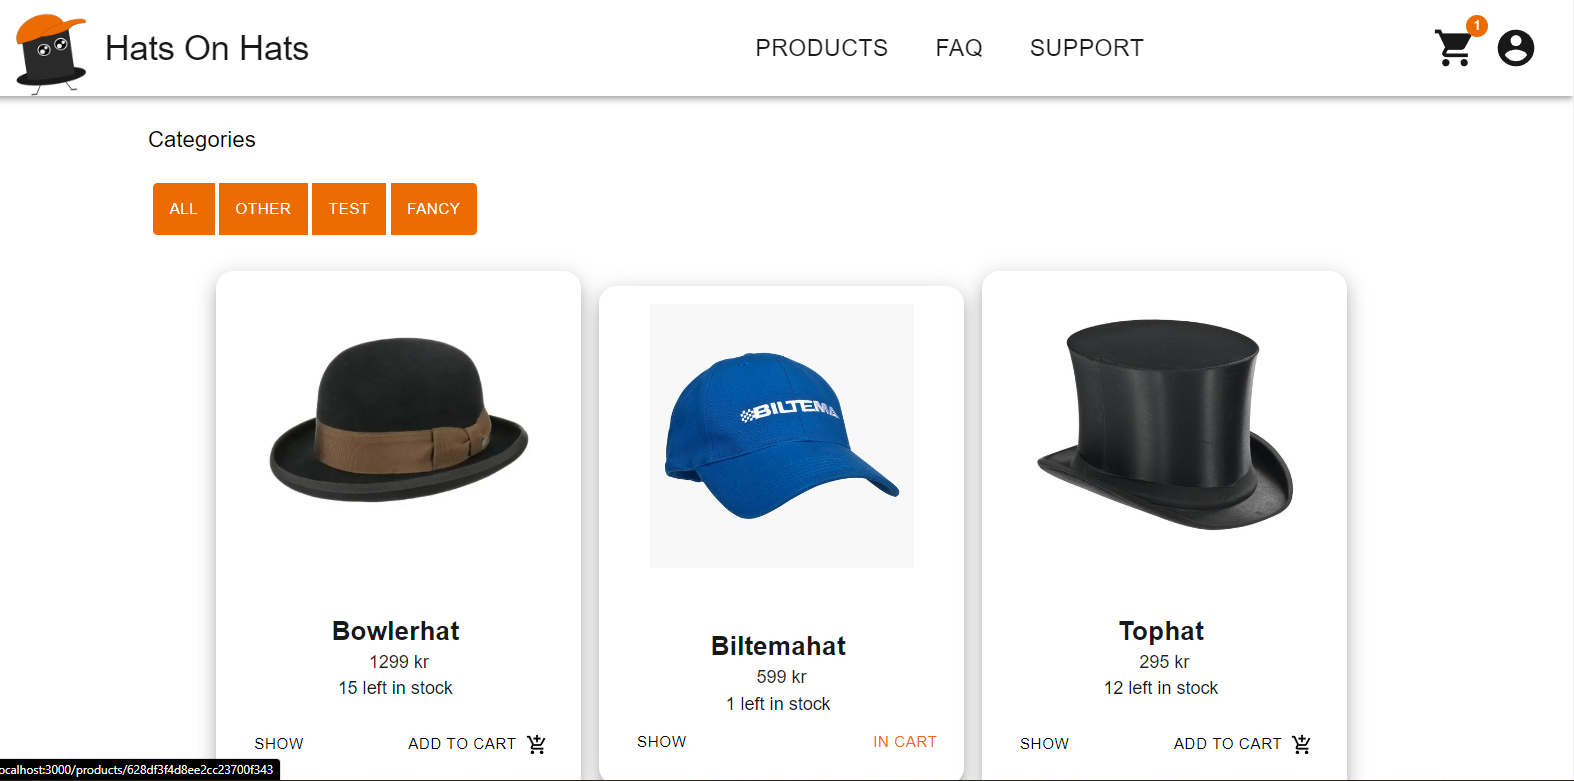 Hats On Hats
PRODUCTS FAQ SUPPORT
1
Categories
ALL OTHER TEST FANCY
BILTEMA
Bowlerhat
1299 kr
15 left in stock
SHOW ADD TO CART
Biltemahat
599 kr
1 left in stock
SHOW IN CART
Tophat
295 kr
12 left in stock
SHOW ADD TO CART
ocalhost:3000/products/628df3f4d8ee2cc23700f343